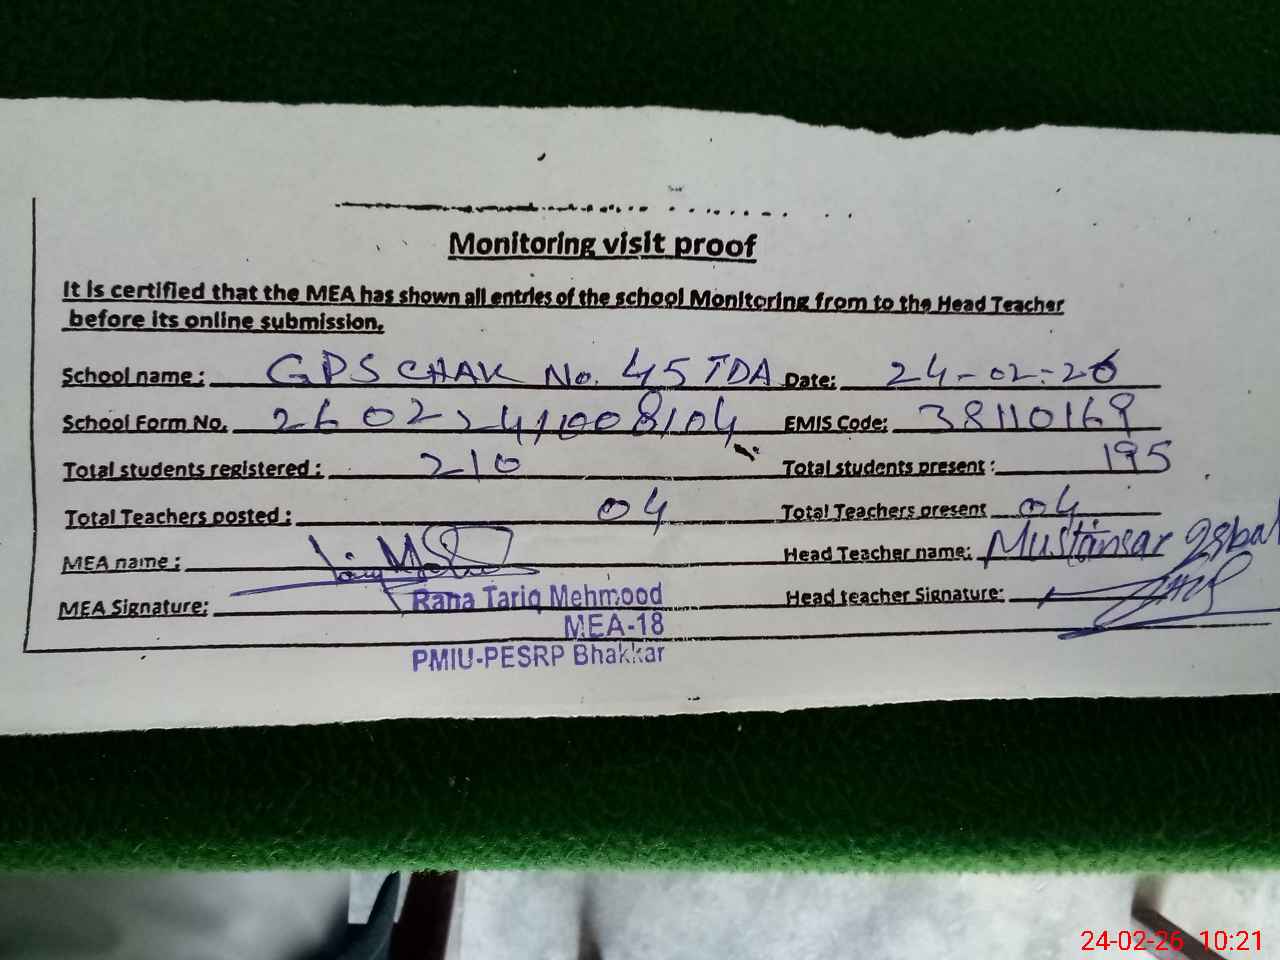 Monitoring visit proof
It is certified that the MEA has shown all entries of the school Monitoring from to the Head Teacher
before its online submission.
School name : GPS CHAK No. 45 TDA Date: 24-02-26
School Form No. 26022241008104 EMIS Code: 38110169
Total students registered : 210 Total students present : 195
Total Teachers posted : 04 Total Teachers present 04
MEA name : Head Teacher name: Mustansar Iqbal
MEA Signature: Head teacher Signature:
Rana Tariq Mehmood
MEA-18
PMIU-PESRP Bhakkar
24-02-26 10:21